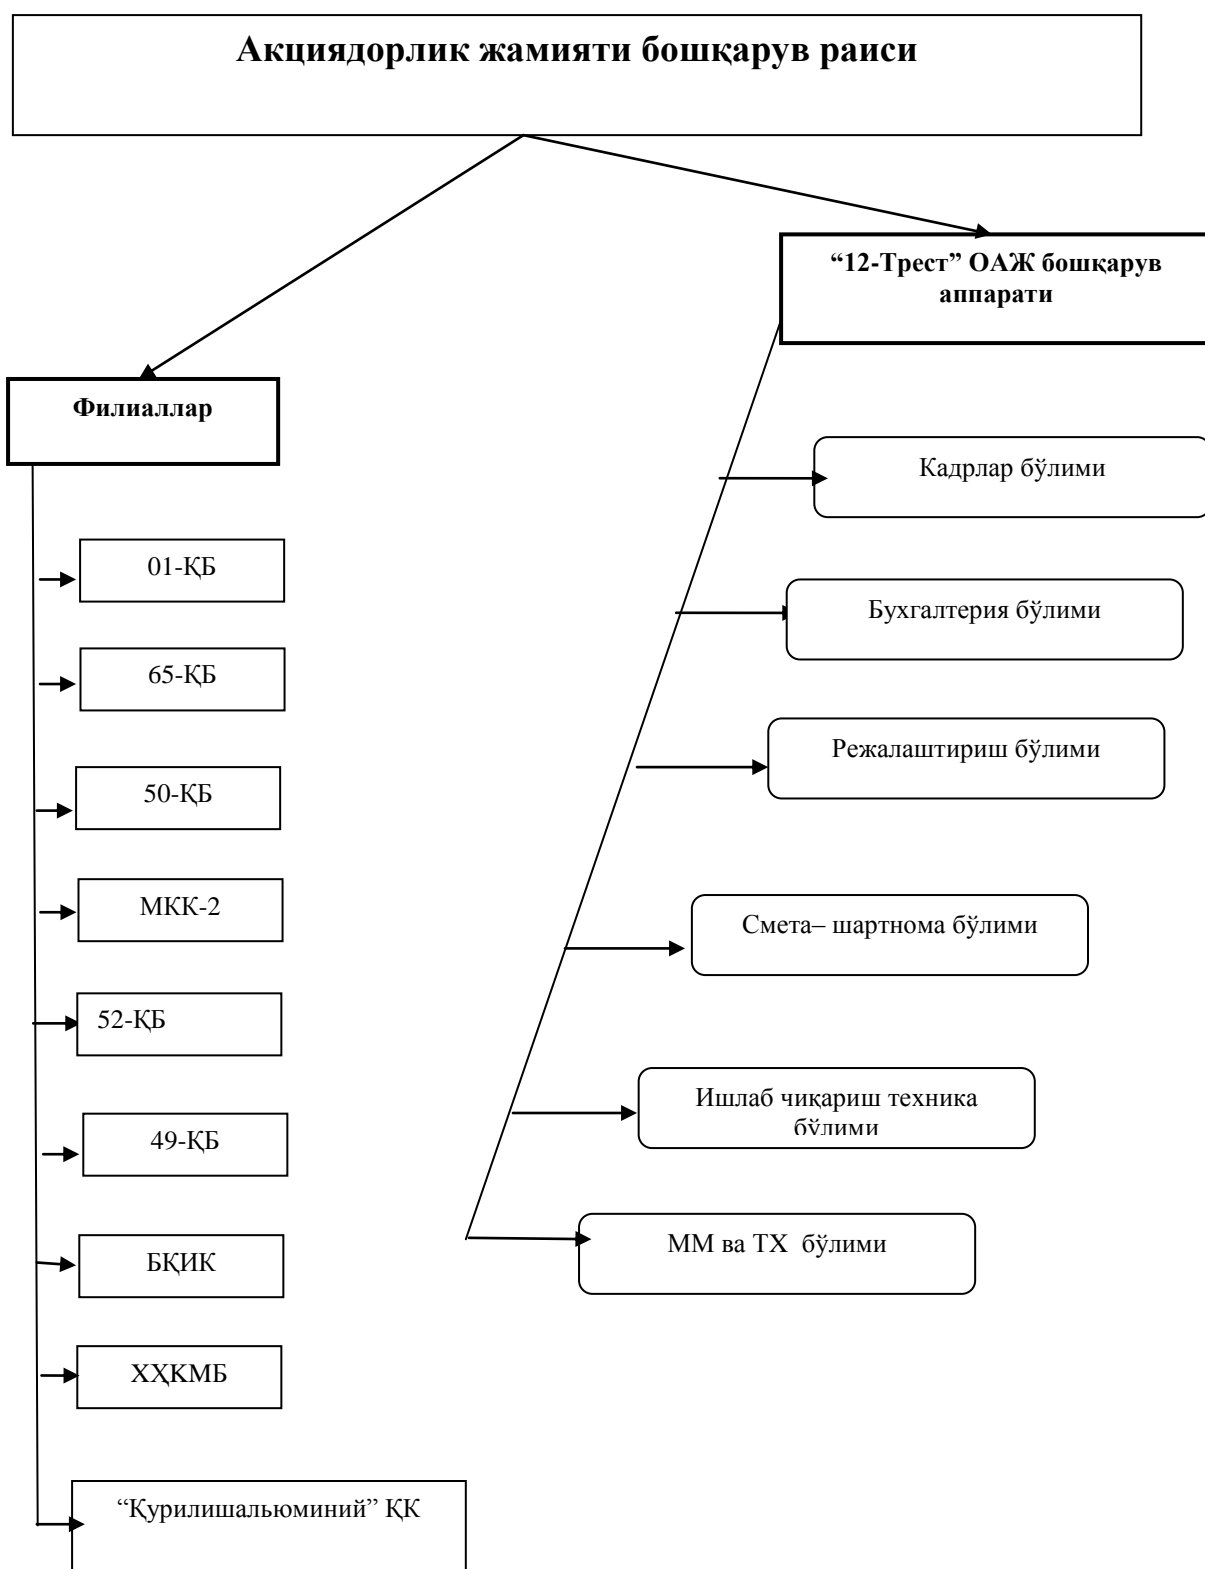 Акциядорлик жамияти бошқарув раиси
“12-Трест” ОАЖ бошқарув
аппарати
Филиаллар
Кадрлар бўлими
01-ҚБ
Бухгалтерия бўлими
65-ҚБ
Режалаштириш бўлими
50-ҚБ
МКК-2
Смета– шартнома бўлими
52-ҚБ
Ишлаб чиқариш техника
бўлими
49-ҚБ
ММ ва ТХ бўлими
БҚИК
ХҲКМБ
“Қурилишальюминий” ҚК